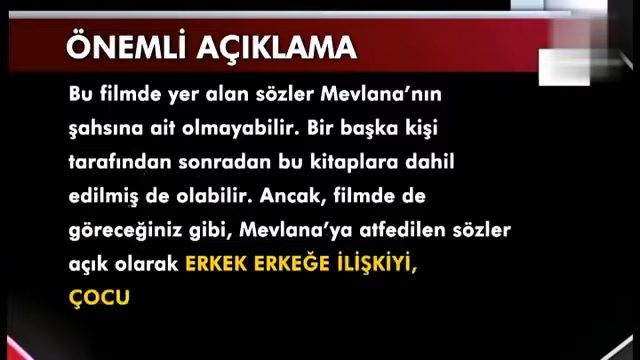 ÖNEMLİ AÇIKLAMA
Bu filmde yer alan sözler Mevlana’nın
şahsına ait olmayabilir. Bir başka kişi
tarafından sonradan bu kitaplara dahil
edilmiş de olabilir. Ancak, filmde de
göreceğiniz gibi, Mevlana’ya atfedilen sözler
açık olarak ERKEK ERKEĞE İLİŞKİYİ,
ÇOCU